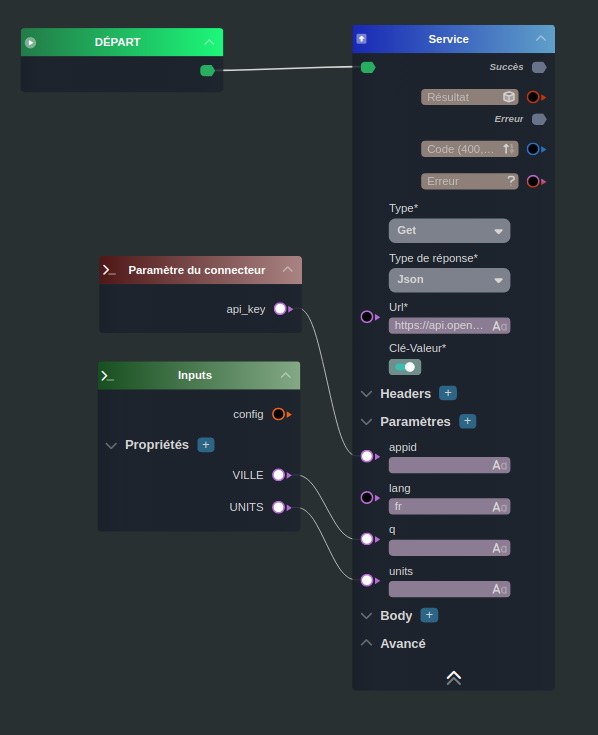 DÉPART
Service
Succès
Résultat
Erreur
Code (400,...
Erreur
?
Type*
Get
Type de réponse*
Json
Url*
https://api.open...
Clé-Valeur*
Headers +
Paramètres +
appid
lang
fr
q
units
Body +
Avancé
Paramètre du connecteur
api_key
Inputs
config
Propriétés +
VILLE
UNITS